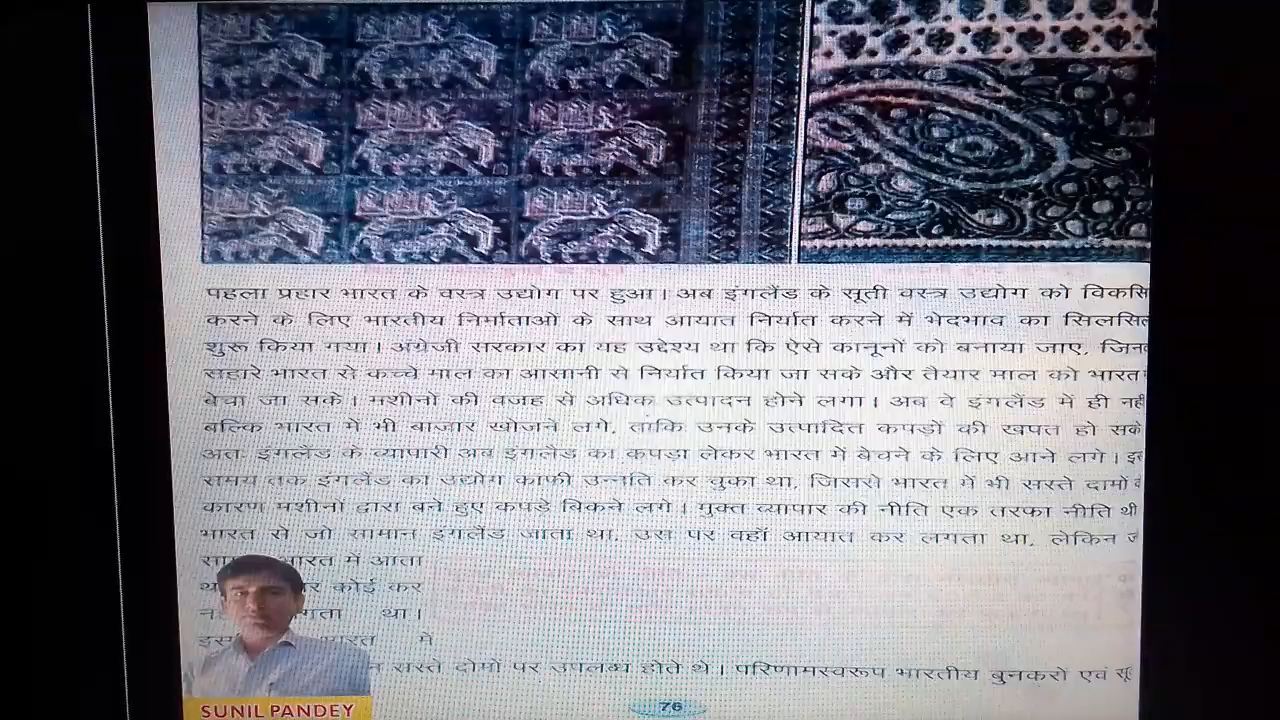 पहला प्रहार भारत के वस्त्र उद्योग पर हुआ। अब इंगलैंड के सूती वस्त्र उद्योग को विकसि
करने के लिए भारतीय निर्माताओं के साथ आयात निर्यात करने में भेदभाव का सिलसिल
शुरू किया गया। अंग्रेजी सरकार का यह उद्देश्य था कि ऐसे कानूनों को बनाया जाए, जिनक
सहारे भारत से कच्चे माल का आसानी से निर्यात किया जा सके और तैयार माल को भारत
बेचा जा सके। मशीनों की वजह से अधिक उत्पादन होने लगा। अब वे इंगलैंड में ही नहीं
बल्कि भारत में भी बाजार खोजने लगे, ताकि उनके उत्पादित कपड़ों की खपत हो सके
अतः इंगलैंड के व्यापारी अब इंगलैंड का कपड़ा लेकर भारत में बेचने के लिए आने लगे।
समय तक इंगलैंड का उद्योग काफी उन्नति कर चुका था, जिससे भारत में भी सस्ते दामों
कारण मशीनों द्वारा बने हुए कपड़े बिकने लगे। मुक्त व्यापार की नीति एक तरफा नीति थी
भारत से जो सामान इंगलैंड जाता था, उस पर वहाँ आयात कर लगता था, लेकिन
भारत में आता
कोई कर
था।
में
सस्ते दामों पर उपलब्ध होते थे। परिणामस्वरूप भारतीय बुनकरों एवं सू
SUNIL PANDEY
76